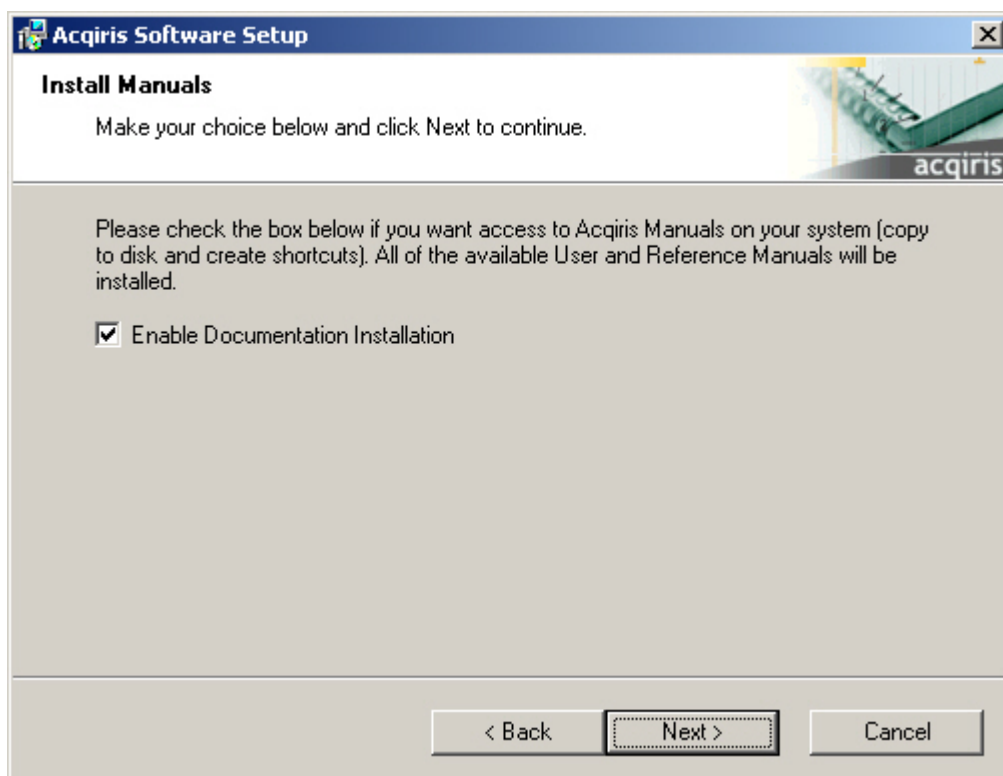 Acqiris Software Setup
Install Manuals
Make your choice below and click Next to continue.
acqiris
Please check the box below if you want access to Acqiris Manuals on your system (copy
to disk and create shortcuts). All of the available User and Reference Manuals will be
installed.
Enable Documentation Installation
< Back
Next >
Cancel